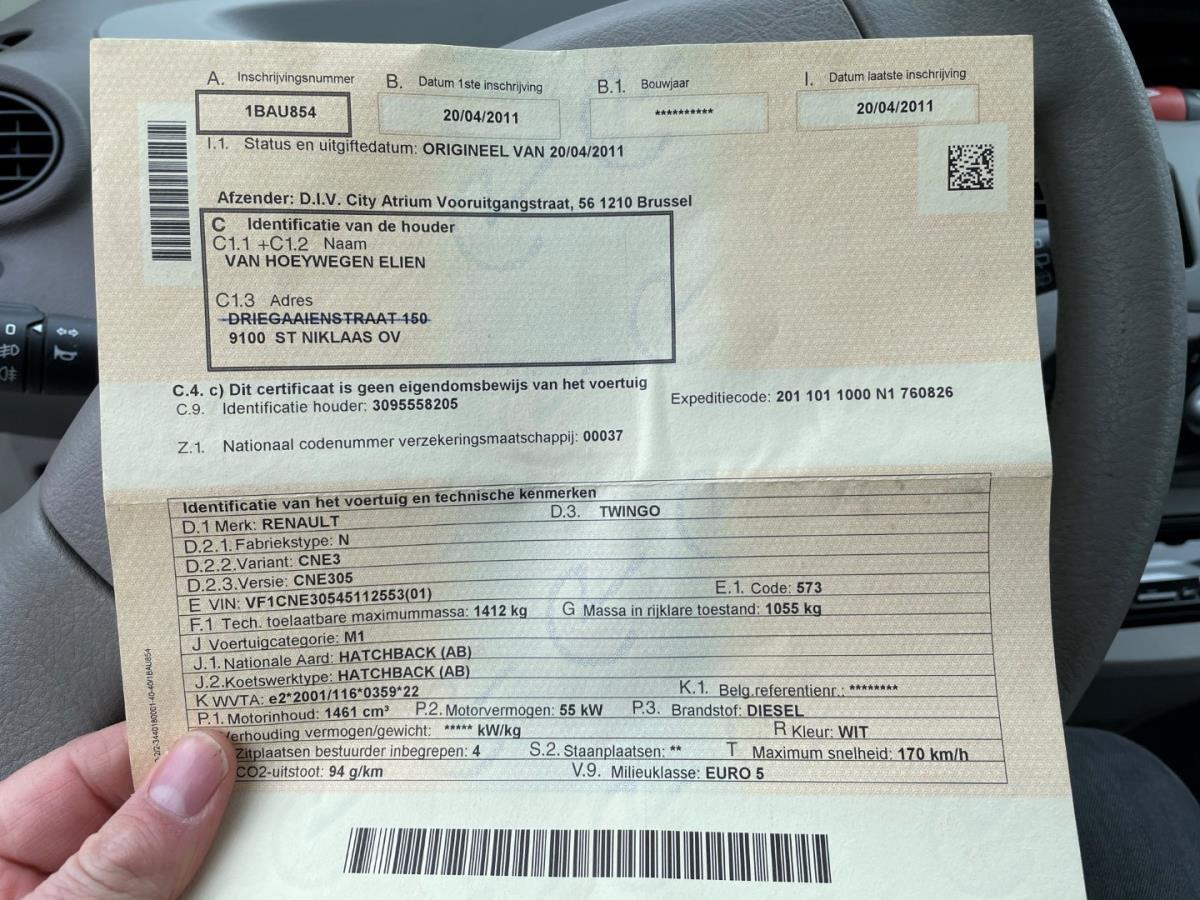 A. Inschrijvingsnummer B. Datum 1ste inschrijving B.1. Bouwjaar I. Datum laatste inschrijving
1BAU854 20/04/2011 ********** 20/04/2011
I.1. Status en uitgiftedatum: ORIGINEEL VAN 20/04/2011
Afzender: D.I.V. City Atrium Vooruitgangstraat, 56 1210 Brussel
C Identificatie van de houder
C1.1 +C1.2 Naam
VAN HOEYWEGEN ELIEN
C1.3 Adres
DRIEGAAIENSTRAAT 150
9100 ST NIKLAAS OV
C.4. c) Dit certificaat is geen eigendomsbewijs van het voertuig
C.9. Identificatie houder: 3095558205 Expeditiecode: 201 101 1000 N1 760826
Z.1. Nationaal codenummer verzekeringsmaatschappij: 00037
Identificatie van het voertuig en technische kenmerken
D.1 Merk: RENAULT D.3. TWINGO
D.2.1. Fabriekstype: N
D.2.2. Variant: CNE3
D.2.3. Versie: CNE305
E VIN: VF1CNE30545112553(01) E.1. Code: 573
F.1 Tech. toelaatbare maximummassa: 1412 kg G Massa in rijklare toestand: 1055 kg
J Voertuigcategorie: M1
J.1. Nationale Aard: HATCHBACK (AB)
J.2. Koetswerktype: HATCHBACK (AB)
K WVTA: e2*2001/116*0359*22 K.1. Belg.referentienr.: ********
P.1. Motorinhoud: 1461 cm³ P.2. Motorvermogen: 55 kW P.3. Brandstof: DIESEL
Verhouding vermogen/gewicht: ***** kW/kg R Kleur: WIT
Zitplaatsen bestuurder inbegrepen: 4 S.2. Staanplaatsen: ** T Maximum snelheid: 170 km/h
CO2-uitstoot: 94 g/km V.9. Milieuklasse: EURO 5